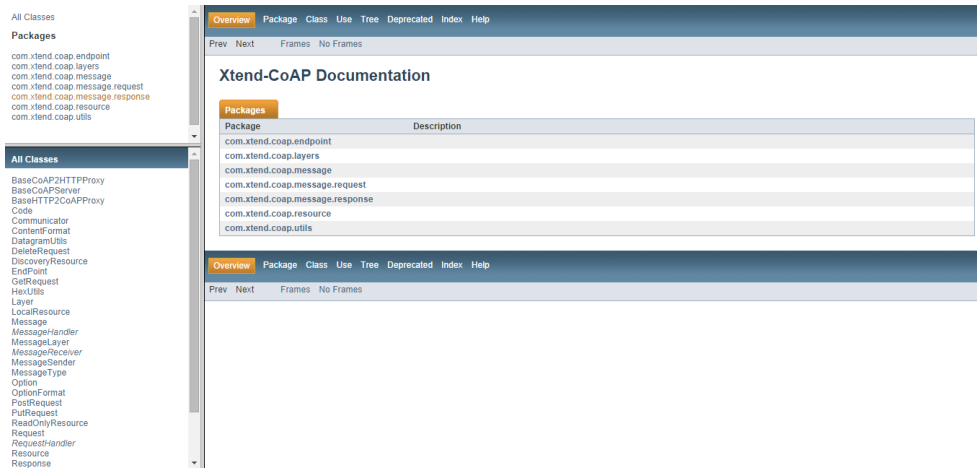 All Classes
Packages
com.xtend.coap.endpoint
com.xtend.coap.layers
com.xtend.coap.message
com.xtend.coap.message.request
com.xtend.coap.message.response
com.xtend.coap.resource
com.xtend.coap.utils
All Classes
BaseCoAP2HTTPProxy
BaseCoAPServer
BaseHTTP2CoAPProxy
Code
Communicator
ContentFormat
DatagramUtils
DeleteRequest
DiscoveryResource
EndPoint
GetRequest
HexUtils
Layer
LocalResource
Message
MessageHandler
MessageLayer
MessageReceiver
MessageSender
MessageType
Option
OptionFormat
PostRequest
PutRequest
ReadOnlyResource
Request
RequestHandler
Resource
Response
Overview Package Class Use Tree Deprecated Index Help
Prev Next Frames No Frames
Xtend-CoAP Documentation
Packages
Package Description
com.xtend.coap.endpoint
com.xtend.coap.layers
com.xtend.coap.message
com.xtend.coap.message.request
com.xtend.coap.message.response
com.xtend.coap.resource
com.xtend.coap.utils
Overview Package Class Use Tree Deprecated Index Help
Prev Next Frames No Frames